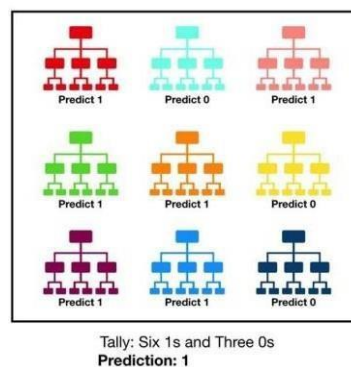 Predict 1 Predict 0 Predict 1
Predict 1 Predict 1 Predict 0
Predict 1 Predict 1 Predict 0
Tally: Six 1s and Three 0s
Prediction: 1